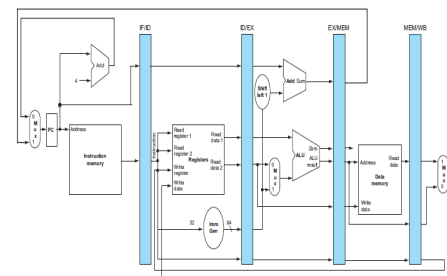 IF/ID
ID/EX
EX/MEM
MEM/WB
Add
4
Shift
left 1
Add Sum
0
M
u
x
1
PC
Address
Instruction
memory
Instruction
Read
register 1
Read
register 2
Registers
Write
register
Write
data
Read
data 1
Read
data 2
0
M
u
x
1
Zero
ALU
ALU
result
Address
Data
memory
Read
data
Write
data
1
M
u
x
0
32
Imm
Gen
64